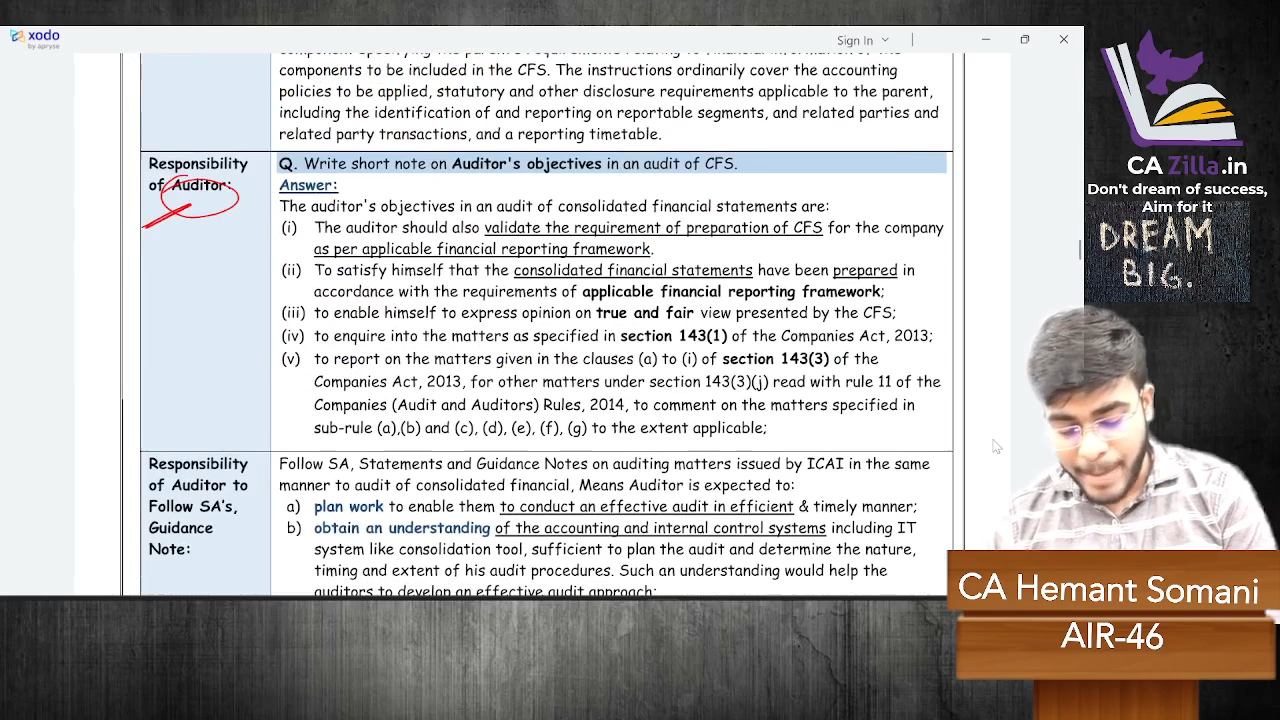 xodo
by apryse
Sign In
components to be included in the CFS. The instructions ordinarily cover the accounting
policies to be applied, statutory and other disclosure requirements applicable to the parent,
including the identification of and reporting on reportable segments, and related parties and
related party transactions, and a reporting timetable.
Responsibility
of Auditor:
Q. Write short note on Auditor's objectives in an audit of CFS.
Answer:
The auditor's objectives in an audit of consolidated financial statements are:
(i) The auditor should also validate the requirement of preparation of CFS for the company
as per applicable financial reporting framework.
(ii) To satisfy himself that the consolidated financial statements have been prepared in
accordance with the requirements of applicable financial reporting framework;
(iii) to enable himself to express opinion on true and fair view presented by the CFS;
(iv) to enquire into the matters as specified in section 143(1) of the Companies Act, 2013;
(v) to report on the matters given in the clauses (a) to (i) of section 143(3) of the
Companies Act, 2013, for other matters under section 143(3)(j) read with rule 11 of the
Companies (Audit and Auditors) Rules, 2014, to comment on the matters specified in
sub-rule (a),(b) and (c), (d), (e), (f), (g) to the extent applicable;
Responsibility
of Auditor to
Follow SA's,
Guidance
Note:
Follow SA, Statements and Guidance Notes on auditing matters issued by ICAI in the same
manner to audit of consolidated financial, Means Auditor is expected to:
a) plan work to enable them to conduct an effective audit in efficient & timely manner;
b) obtain an understanding of the accounting and internal control systems including IT
system like consolidation tool, sufficient to plan the audit and determine the nature,
timing and extent of his audit procedures. Such an understanding would help the
auditors to develop an effective audit approach;
CA Zilla.in
Don't dream of success,
Aim for it
DREAM
BIG.
CA Hemant Somani
AIR-46